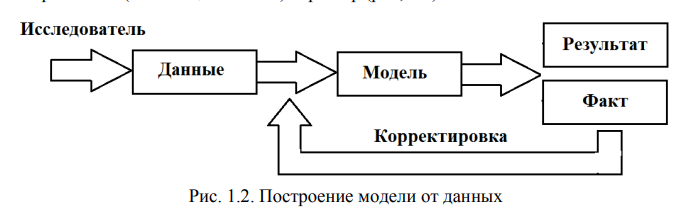 Исследователь
Данные
Модель
Результат
Факт
Корректировка
Рис. 1.2. Построение модели от данных